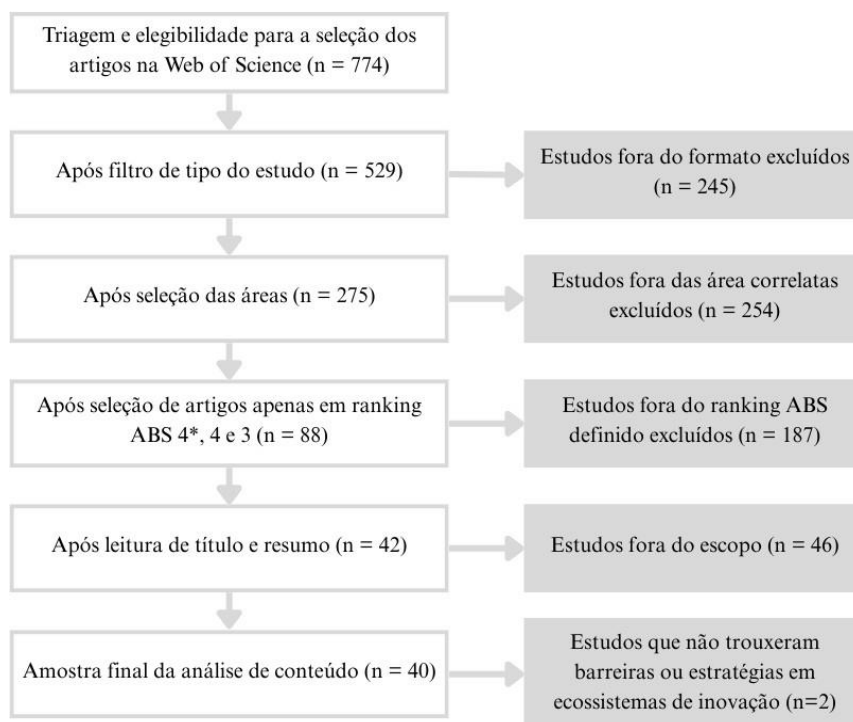 Triagem e elegibilidade para a seleção dos
artigos na Web of Science (n = 774)
Após filtro de tipo do estudo (n = 529)
Estudos fora do formato excluídos
(n = 245)
Após seleção das áreas (n = 275)
Estudos fora das área correlatas
excluídos (n = 254)
Após seleção de artigos apenas em ranking
ABS 4*, 4 e 3 (n = 88)
Estudos fora do ranking ABS
definido excluídos (n = 187)
Após leitura de título e resumo (n = 42)
Estudos fora do escopo (n = 46)
Amostra final da análise de conteúdo (n = 40)
Estudos que não trouxeram
barreiras ou estratégias em
ecossistemas de inovação (n=2)